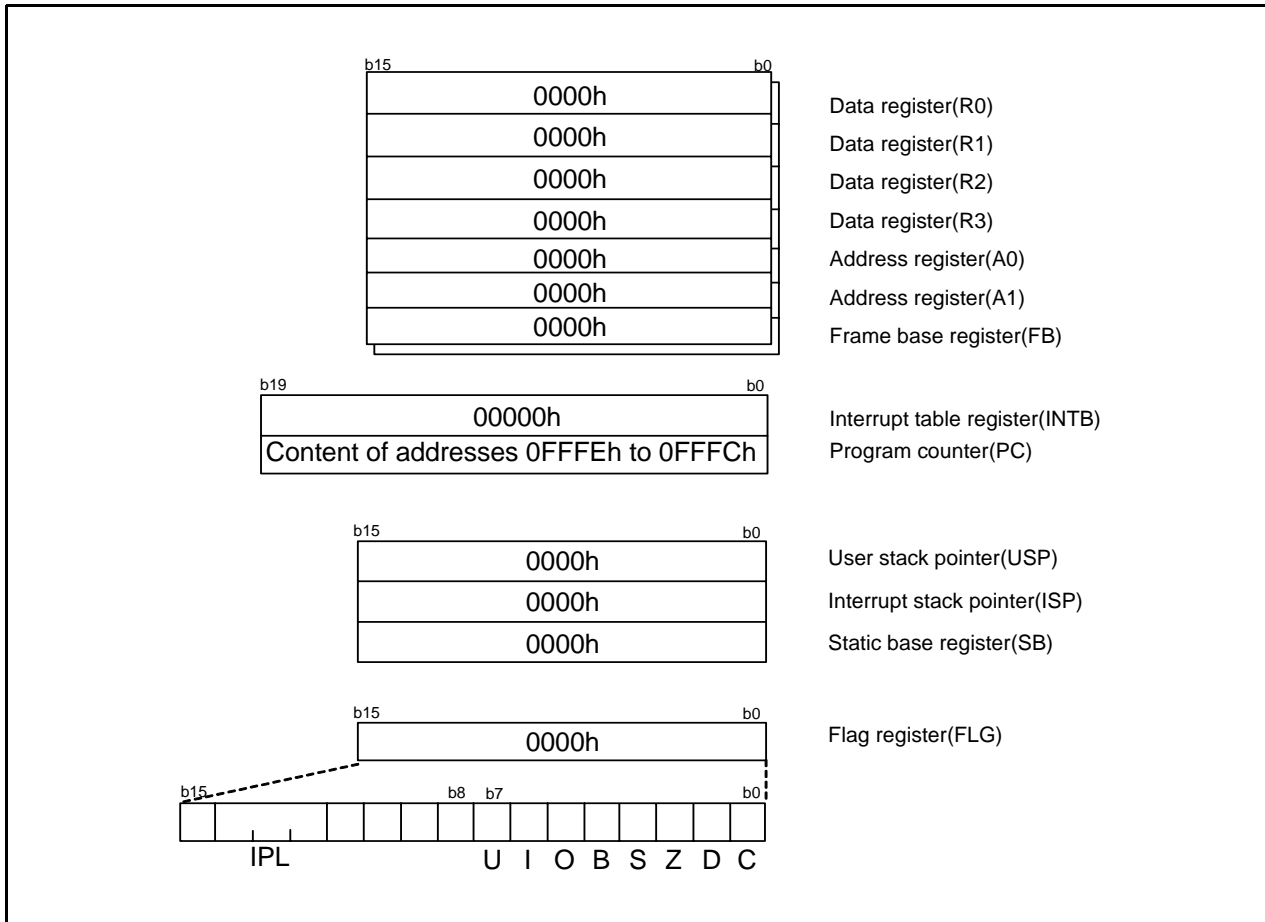 b15 b0
0000h Data register(R0)
0000h Data register(R1)
0000h Data register(R2)
0000h Data register(R3)
0000h Address register(A0)
0000h Address register(A1)
0000h Frame base register(FB)
b19 b0
00000h Interrupt table register(INTB)
Content of addresses 0FFFEh to 0FFFCh Program counter(PC)
b15 b0
0000h User stack pointer(USP)
0000h Interrupt stack pointer(ISP)
0000h Static base register(SB)
b15 b0
0000h Flag register(FLG)
b15 b8 b7 b0
IPL U I O B S Z D C